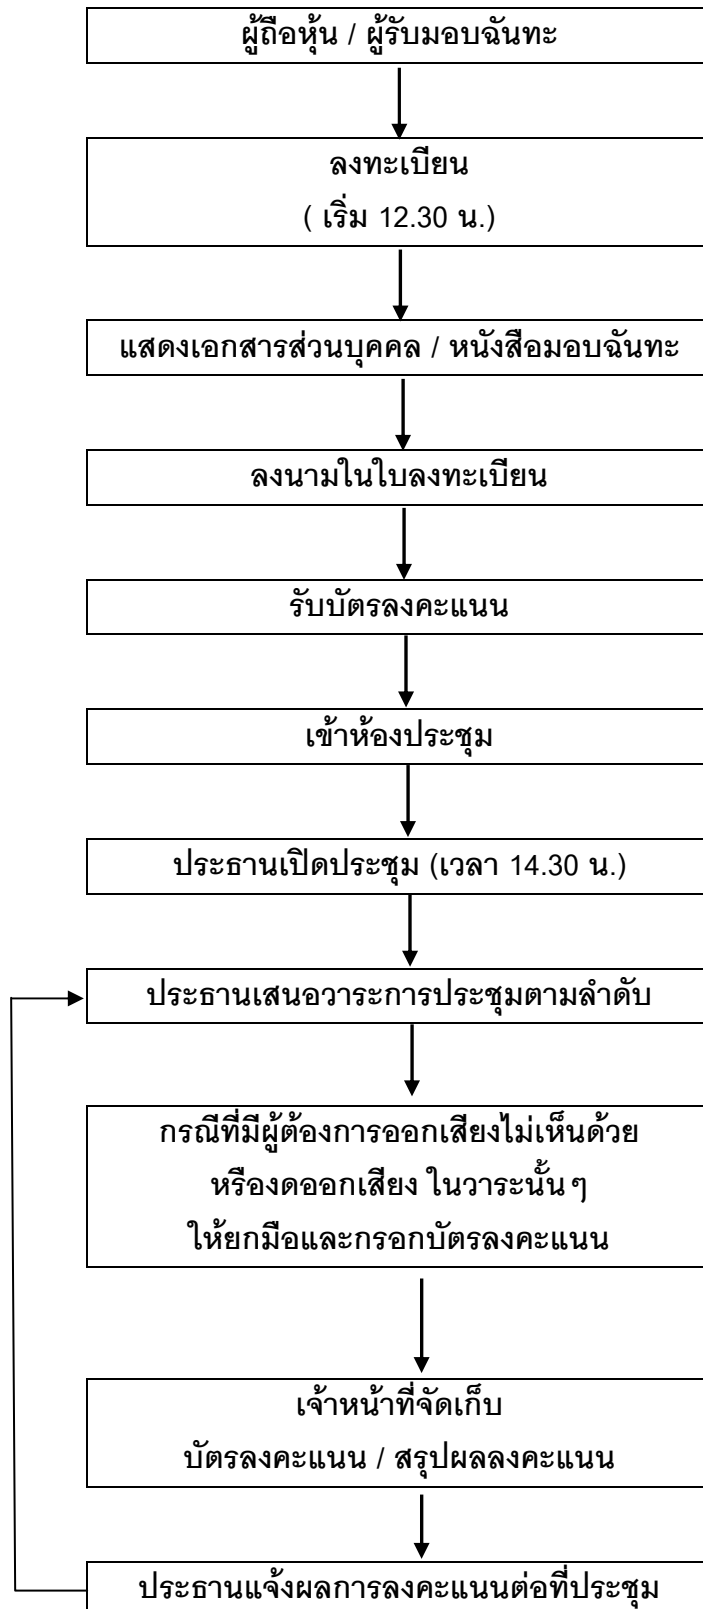 ผู้ถือหุ้น / ผู้รับมอบฉันทะ
ลงทะเบียน
( เริ่ม 12.30 น.)
แสดงเอกสารส่วนบุคคล / หนังสือมอบฉันทะ
ลงนามในใบลงทะเบียน
รับบัตรลงคะแนน
เข้าห้องประชุม
ประธานเปิดประชุม (เวลา 14.30 น.)
ประธานเสนอวาระการประชุมตามลำดับ
กรณีที่มีผู้ต้องการออกเสียงไม่เห็นด้วย
หรืองดออกเสียง ในวาระนั้นๆ
ให้ยกมือและกรอกบัตรลงคะแนน
เจ้าหน้าที่จัดเก็บ
บัตรลงคะแนน / สรุปผลลงคะแนน
ประธานแจ้งผลการลงคะแนนต่อที่ประชุม